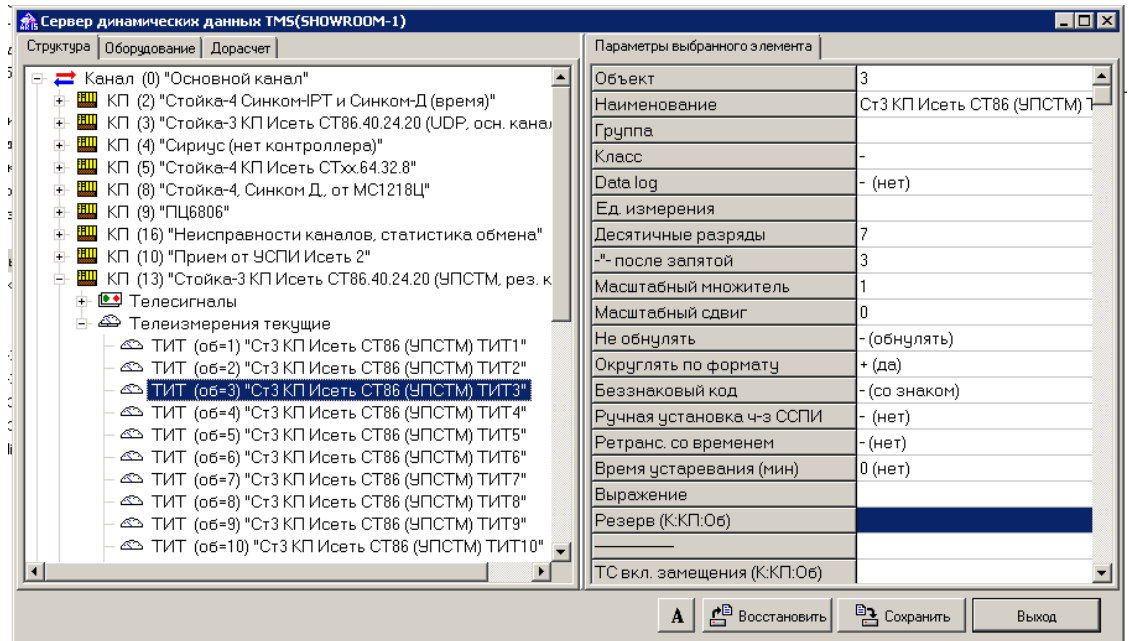 Сервер динамических данных TMS(SHOWROOM-1)
Структура Оборудование Дорасчет
Канал (0) "Основной канал"
КП (2) "Стойка-4 Синком-IPT и Синком-Д (время)"
КП (3) "Стойка-3 КП Исеть СТ86.40.24.20 (UDP, осн. кана
КП (4) "Сириус (нет контроллера)"
КП (5) "Стойка-4 КП Исеть СТхх.64.32.8"
КП (8) "Стойка-4, Синком Д, от МС1218Ц"
КП (9) "ПЦ6806"
КП (16) "Неисправности каналов, статистика обмена"
КП (10) "Прием от УСПИ Исеть 2"
КП (13) "Стойка-3 КП Исеть СТ86.40.24.20 (УПСТМ, рез. к
Телесигналы
Телеизмерения текущие
ТИТ (об=1) "Ст3 КП Исеть СТ86 (УПСТМ) ТИТ1"
ТИТ (об=2) "Ст3 КП Исеть СТ86 (УПСТМ) ТИТ2"
ТИТ (об=3) "Ст3 КП Исеть СТ86 (УПСТМ) ТИТ3"
ТИТ (об=4) "Ст3 КП Исеть СТ86 (УПСТМ) ТИТ4"
ТИТ (об=5) "Ст3 КП Исеть СТ86 (УПСТМ) ТИТ5"
ТИТ (об=6) "Ст3 КП Исеть СТ86 (УПСТМ) ТИТ6"
ТИТ (об=7) "Ст3 КП Исеть СТ86 (УПСТМ) ТИТ7"
ТИТ (об=8) "Ст3 КП Исеть СТ86 (УПСТМ) ТИТ8"
ТИТ (об=9) "Ст3 КП Исеть СТ86 (УПСТМ) ТИТ9"
ТИТ (об=10) "Ст3 КП Исеть СТ86 (УПСТМ) ТИТ10"
Параметры выбранного элемента
Объект 3
Наименование Ст3 КП Исеть СТ86 (УПСТМ) Т
Группа
Класс -
Data log - (нет)
Ед. измерения
Десятичные разряды 7
-"- после запятой 3
Масштабный множитель 1
Масштабный сдвиг 0
Не обнулять - (обнулять)
Округлять по формату + (да)
Беззнаковый код - (со знаком)
Ручная установка ч-з ССПИ - (нет)
Ретранс. со временем - (нет)
Время устаревания (мин) 0 (нет)
Выражение
Резерв (К:КП:Об)
ТС вкл. замещения (К:КП:Об)
A Восстановить Сохранить Выход